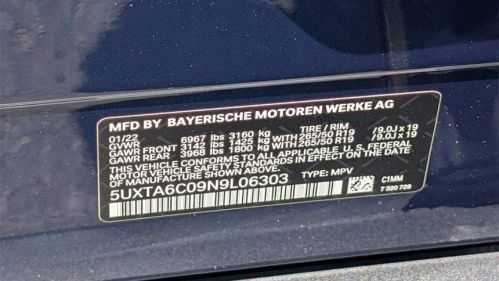 MFD BY BAYERISCHE MOTOREN WERKE AG
01/22 TIRE / RIM
GVWR 6967 lbs 3160 kg
GAWR FRONT 3142 lbs 1425 kg WITH 265/50 R19 /9.0J x 19
GAWR REAR 3968 lbs 1800 kg WITH 265/50 R19 /9.0J x 19
THIS VEHICLE CONFORMS TO ALL APPLICABLE U.S. FEDERAL
MOTOR VEHICLE SAFETY STANDARDS IN EFFECT ON THE DATE
OF MANUFACTURE SHOWN ABOVE.
5UXTA6C09N9L06303 TYPE: MPV
C1MM
7 320 729